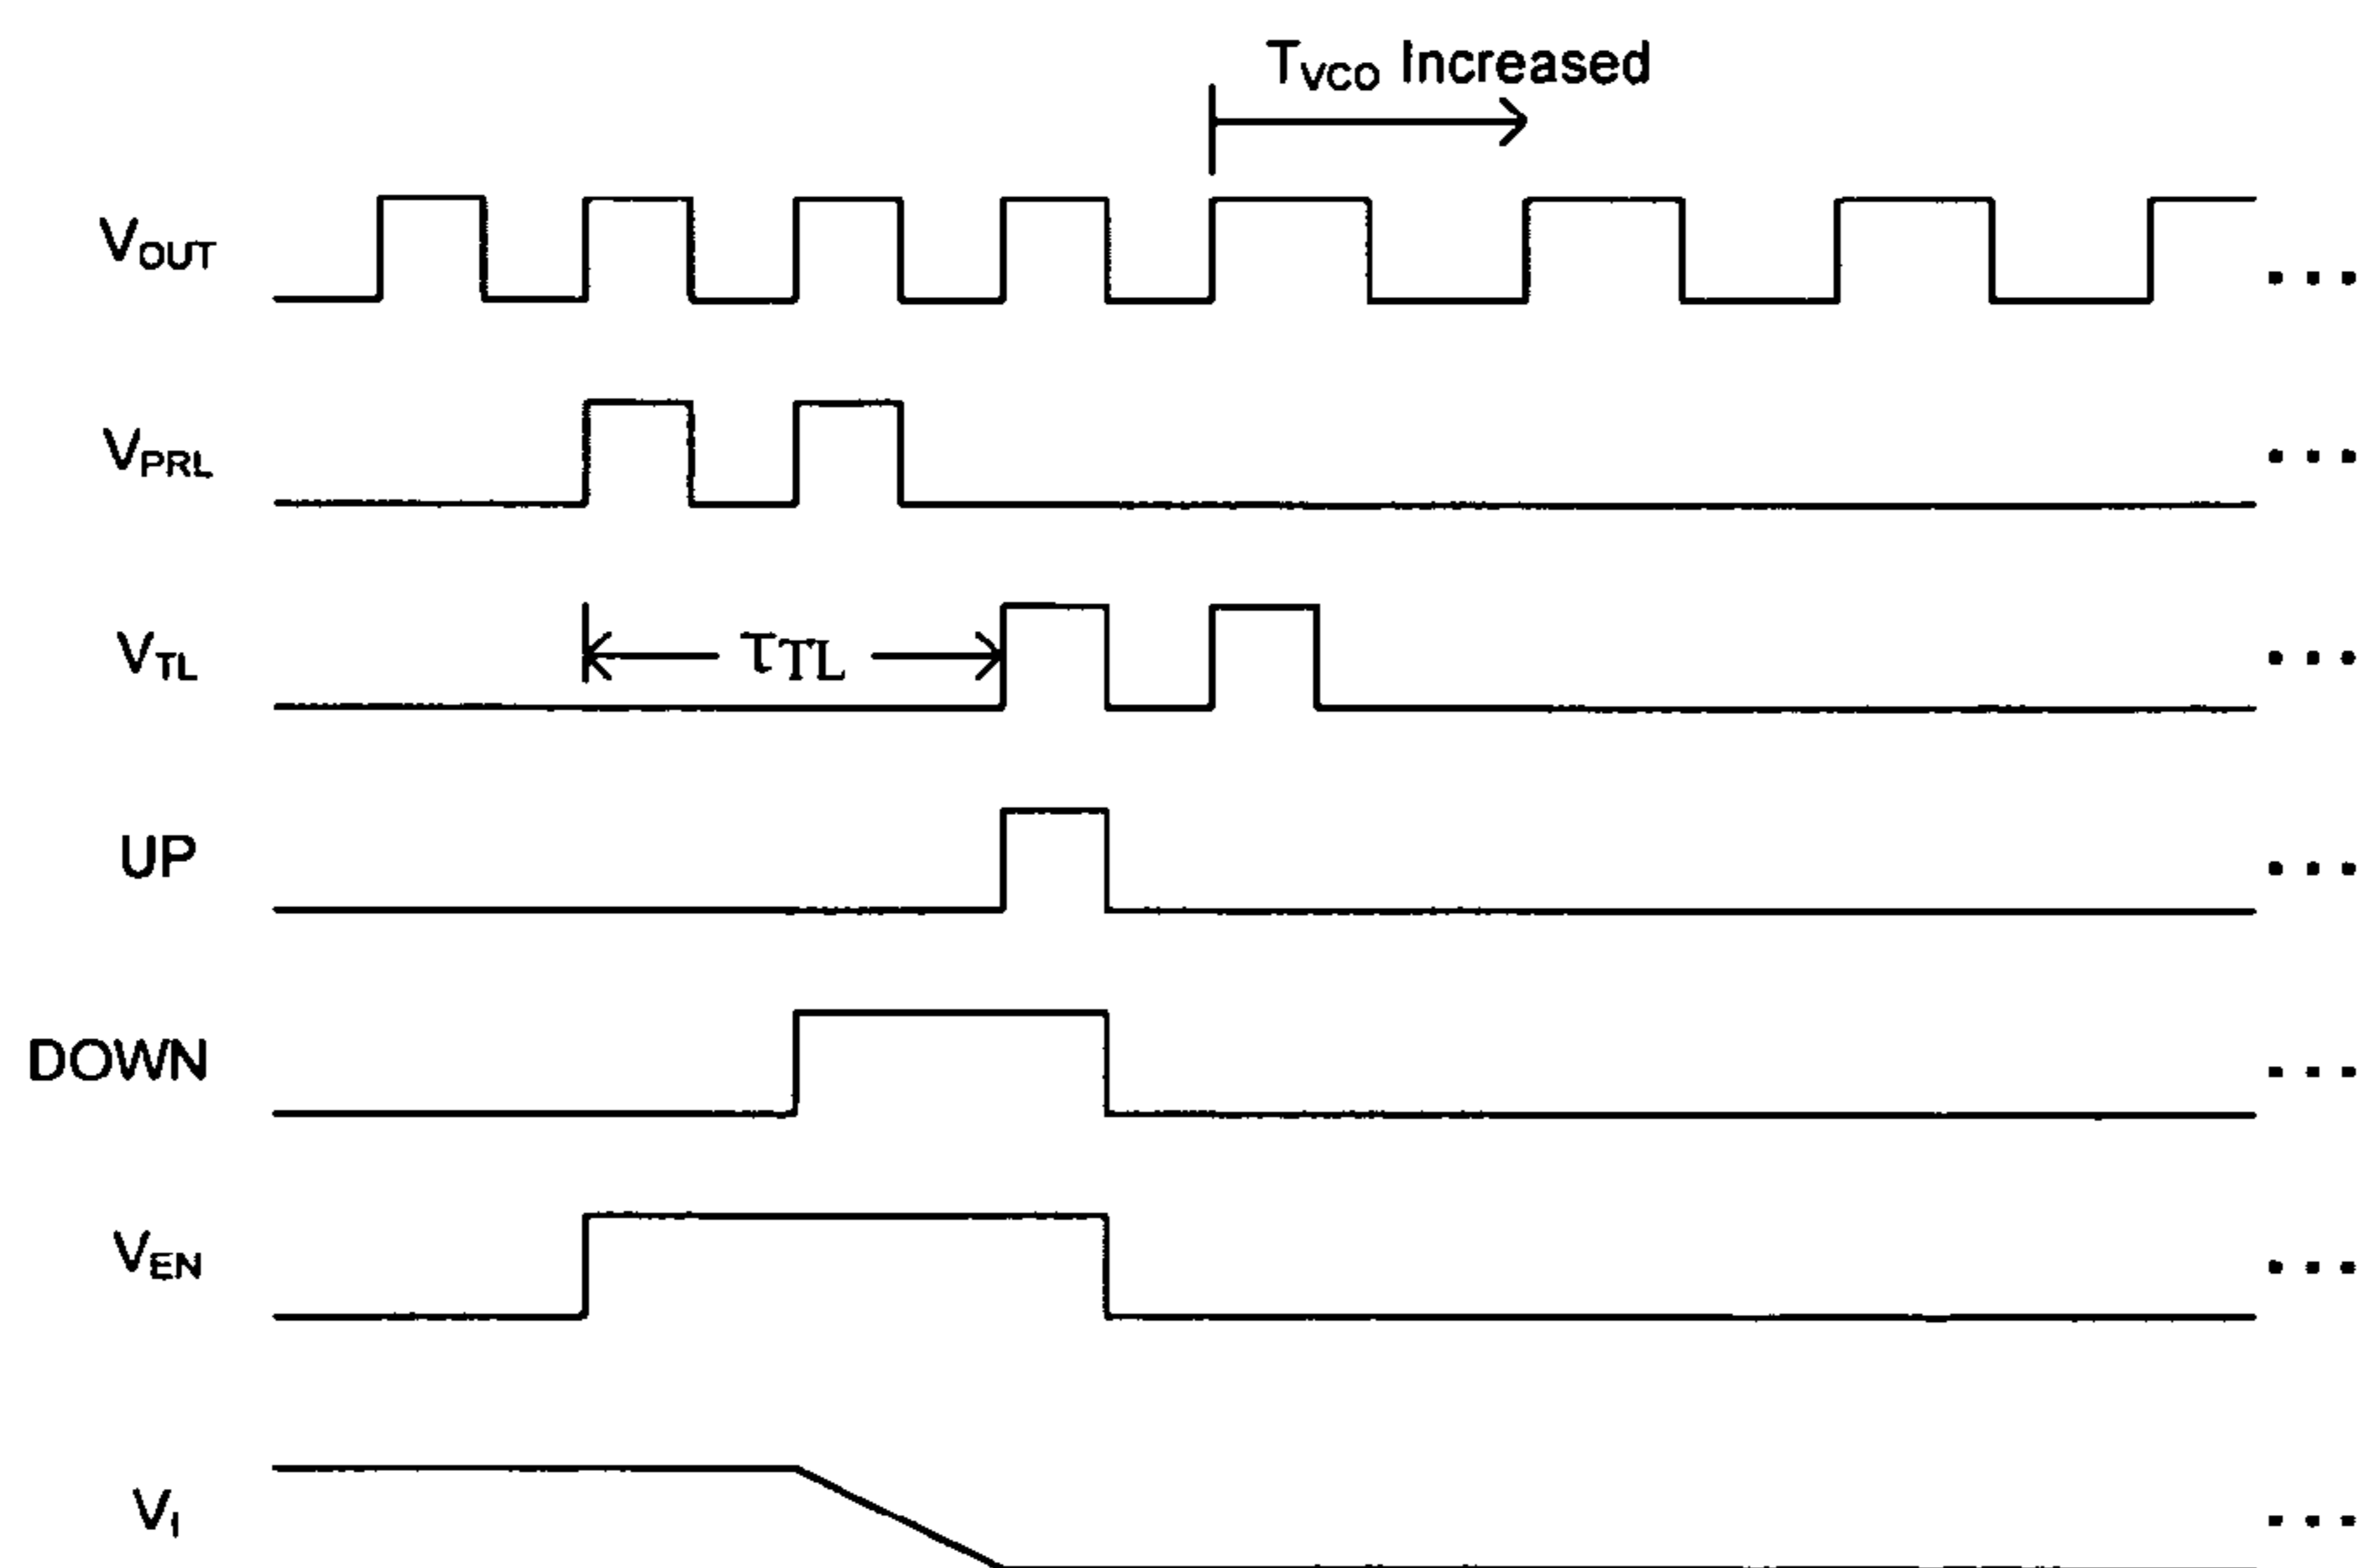 TVCO Increased
VOUT
VPRL
VTL
τTL
UP
DOWN
VEN
VI